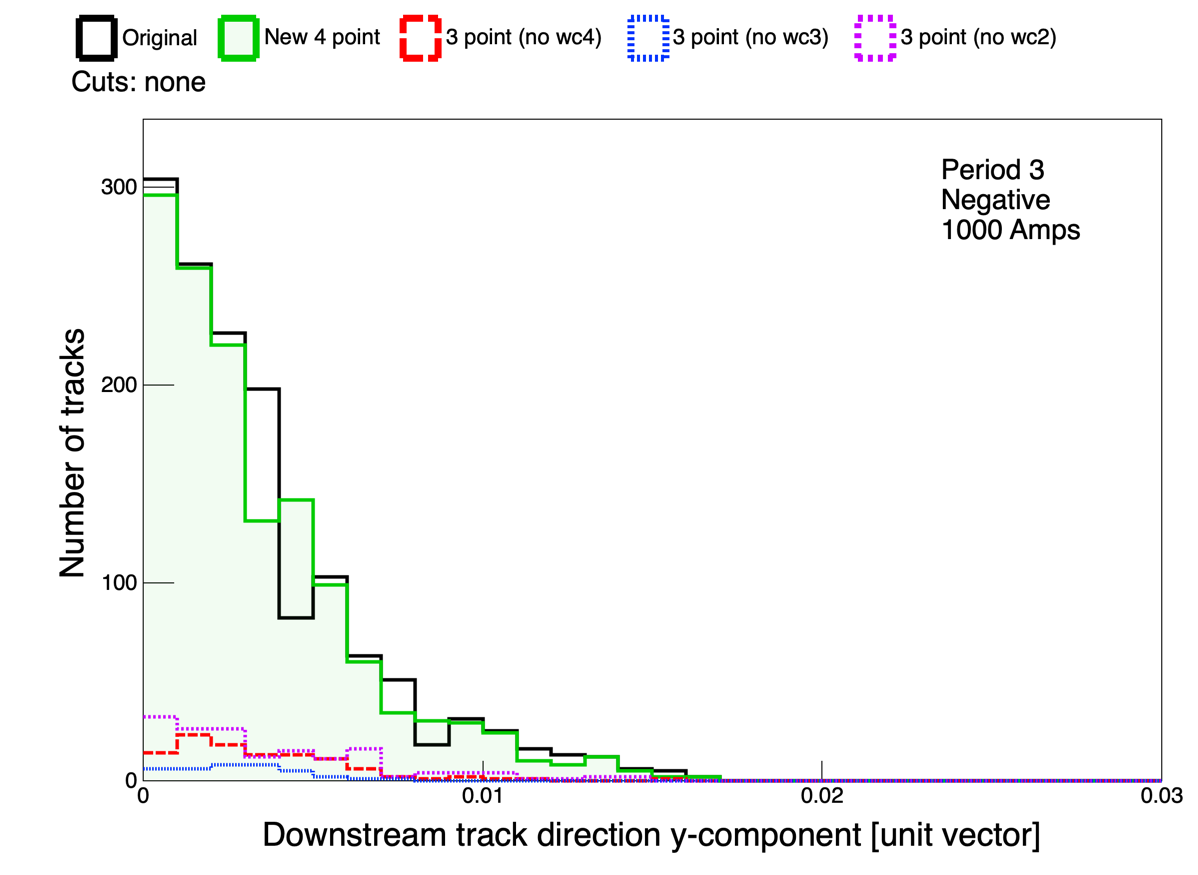 Original New 4 point 3 point (no wc4) 3 point (no wc3) 3 point (no wc2)
Cuts: none
Period 3
Negative
1000 Amps
300
200
100
0
Number of tracks
0 0.01 0.02 0.03
Downstream track direction y-component [unit vector]